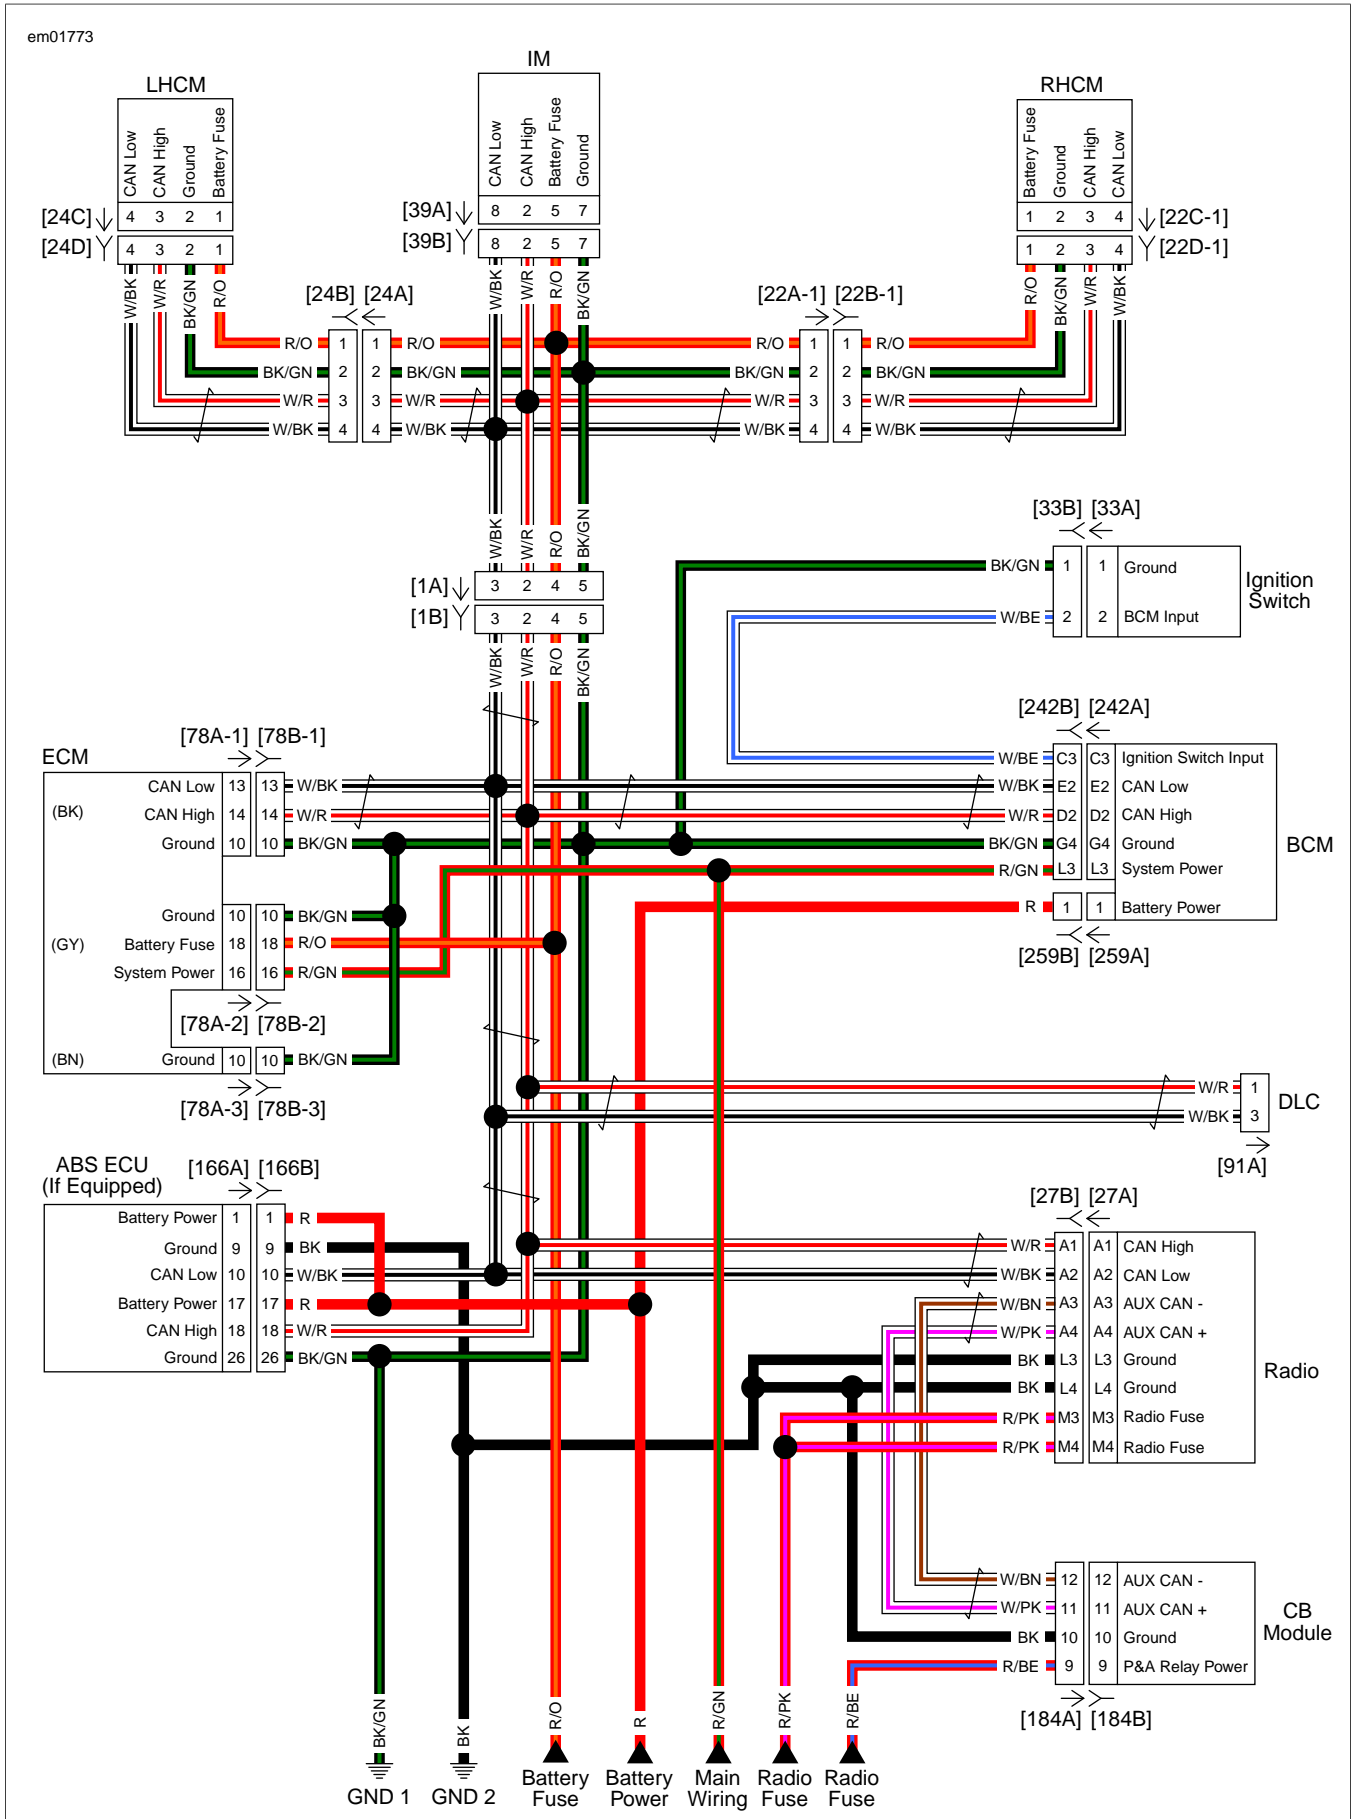 em01773
LHCM
IM
RHCM
CAN Low
CAN High
Ground
Battery Fuse
CAN Low
CAN High
Battery Fuse
Ground
Battery Fuse
Ground
CAN High
CAN Low
[24C] 4 3 2 1
[39A] 8 2 5 7
1 2 3 4 [22C-1]
[24D] 4 3 2 1
[39B] 8 2 5 7
1 2 3 4 [22D-1]
W/BK W/R BK/GN R/O
W/BK W/R R/O BK/GN
R/O BK/GN W/R W/BK
[24B] [24A]
[22A-1] [22B-1]
R/O 1 1 R/O R/O 1 1 R/O
BK/GN 2 2 BK/GN BK/GN 2 2 BK/GN
W/R 3 3 W/R W/R 3 3 W/R
W/BK 4 4 W/BK W/BK 4 4 W/BK
W/BK W/R R/O BK/GN
[1A] 3 2 4 5
[1B] 3 2 4 5
W/BK W/R R/O BK/GN
[33B] [33A]
BK/GN 1 1 Ground
W/BE 2 2 BCM Input
Ignition
Switch
[242B] [242A]
W/BE C3 C3 Ignition Switch Input
W/BK E2 E2 CAN Low
W/R D2 D2 CAN High
BK/GN G4 G4 Ground
R/GN L3 L3 System Power
R 1 1 Battery Power
BCM
[259B] [259A]
[78A-1] [78B-1]
ECM
(BK)
CAN Low 13 13 W/BK
CAN High 14 14 W/R
Ground 10 10 BK/GN
(GY)
Ground 10 10 BK/GN
Battery Fuse 18 18 R/O
System Power 16 16 R/GN
[78A-2] [78B-2]
(BN)
Ground 10 10 BK/GN
[78A-3] [78B-3]
W/R 1
W/BK 3
DLC
[91A]
ABS ECU
(If Equipped)
[166A] [166B]
Battery Power 1 1 R
Ground 9 9 BK
CAN Low 10 10 W/BK
Battery Power 17 17 R
CAN High 18 18 W/R
Ground 26 26 BK/GN
[27B] [27A]
W/R A1 A1 CAN High
W/BK A2 A2 CAN Low
W/BN A3 A3 AUX CAN -
W/PK A4 A4 AUX CAN +
BK L3 L3 Ground
BK L4 L4 Ground
R/PK M3 M3 Radio Fuse
R/PK M4 M4 Radio Fuse
Radio
W/BN 12 12 AUX CAN -
W/PK 11 11 AUX CAN +
BK 10 10 Ground
R/BE 9 9 P&A Relay Power
CB
Module
[184A] [184B]
BK/GN BK R/O R R/GN R/PK R/BE
GND 1
GND 2
Battery
Fuse
Battery
Power
Main
Wiring
Radio
Fuse
Radio
Fuse